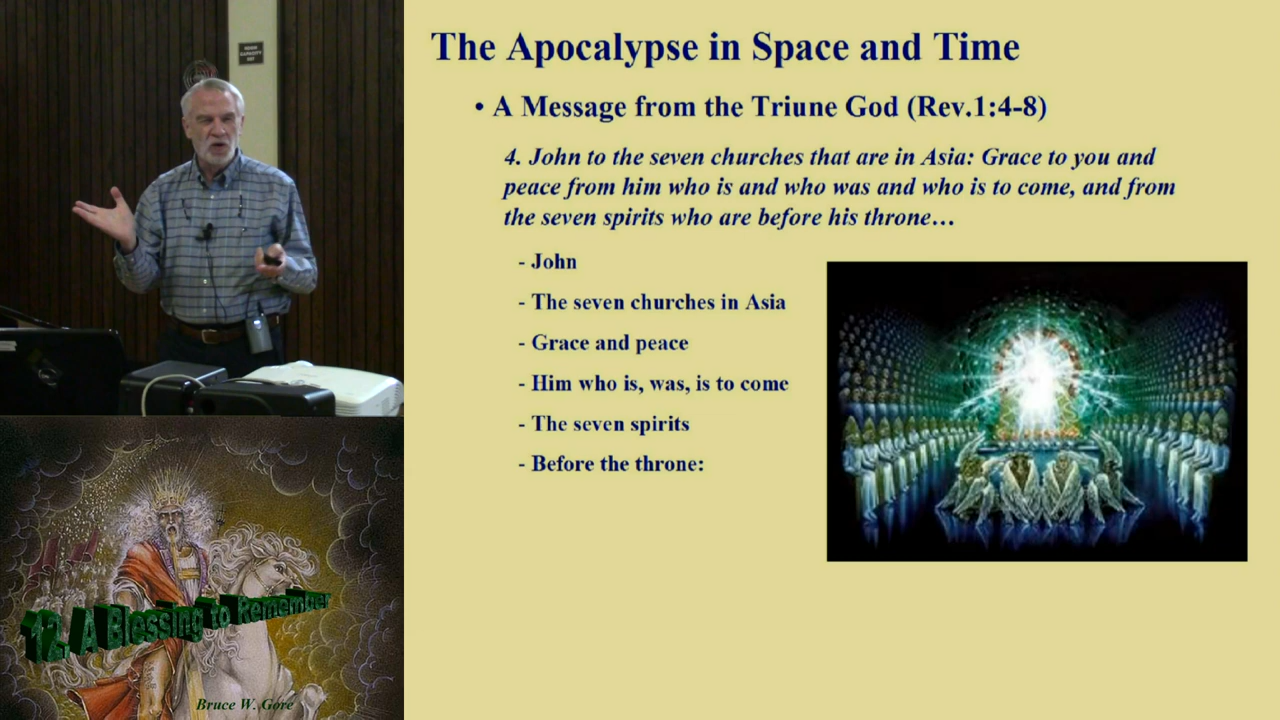 The Apocalypse in Space and Time
• A Message from the Triune God (Rev.1:4-8)
4. John to the seven churches that are in Asia: Grace to you and
peace from him who is and who was and who is to come, and from
the seven spirits who are before his throne…
- John
- The seven churches in Asia
- Grace and peace
- Him who is, was, is to come
- The seven spirits
- Before the throne:
12. A Blessing to Remember
Bruce W. Gore